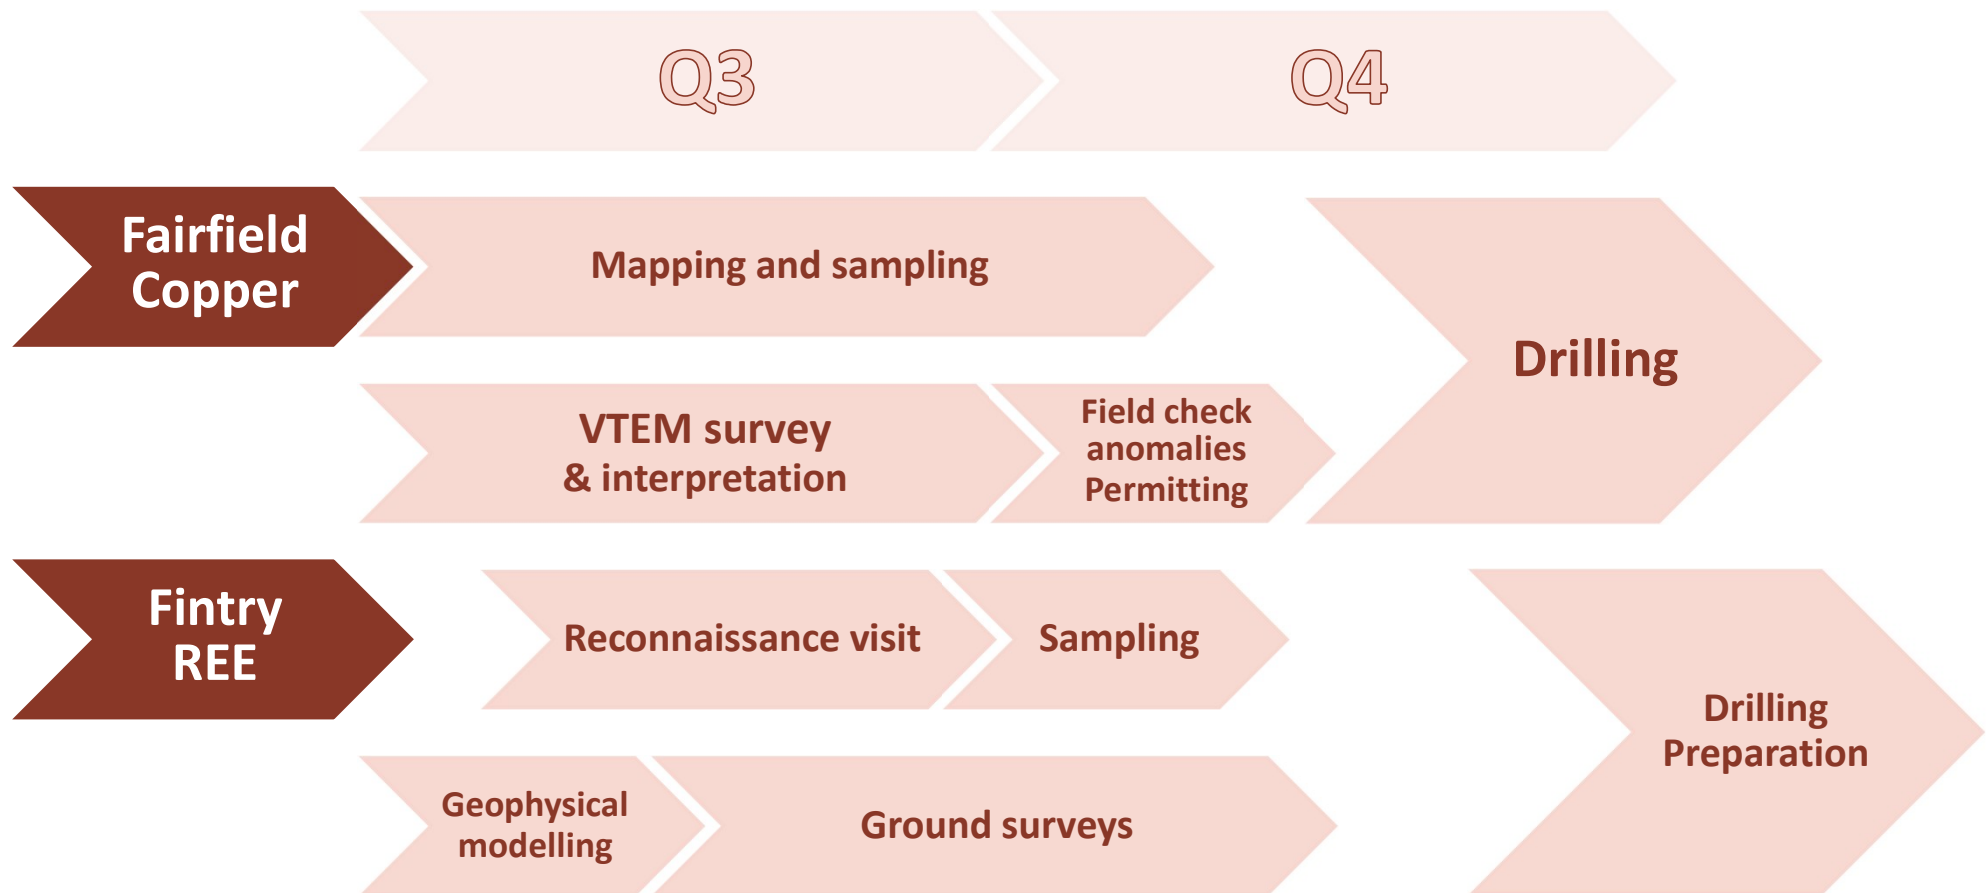 Q3
Q4
Fairfield
Copper
Mapping and sampling
Drilling
VTEM survey
& interpretation
Field check
anomalies
Permitting
Fintry
REE
Reconnaissance visit
Sampling
Drilling
Preparation
Geophysical
modelling
Ground surveys